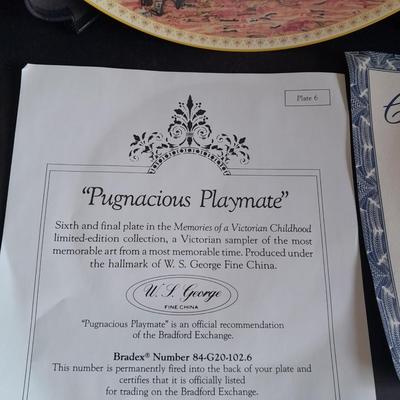 Plate 6
"Pugnacious Playmate"
Sixth and final plate in the Memories of a Victorian Childhood
limited-edition collection, a Victorian sampler of the most
memorable art from a most memorable time. Produced under
the hallmark of W. S. George Fine China.
W. S. George
FINE CHINA
"Pugnacious Playmate" is an official recommendation
of the Bradford Exchange.
Bradex® Number 84-G20-102.6
This number is permanently fired into the back of your plate and
certifies that it is officially listed
for trading on the Bradford Exchange.